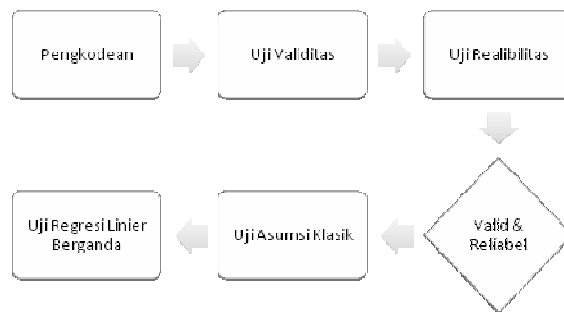 Pengkodean
Uji Validitas
Uji Realibilitas
Valid &
Reliabel
Uji Asumsi Klasik
Uji Regresi Linier
Berganda